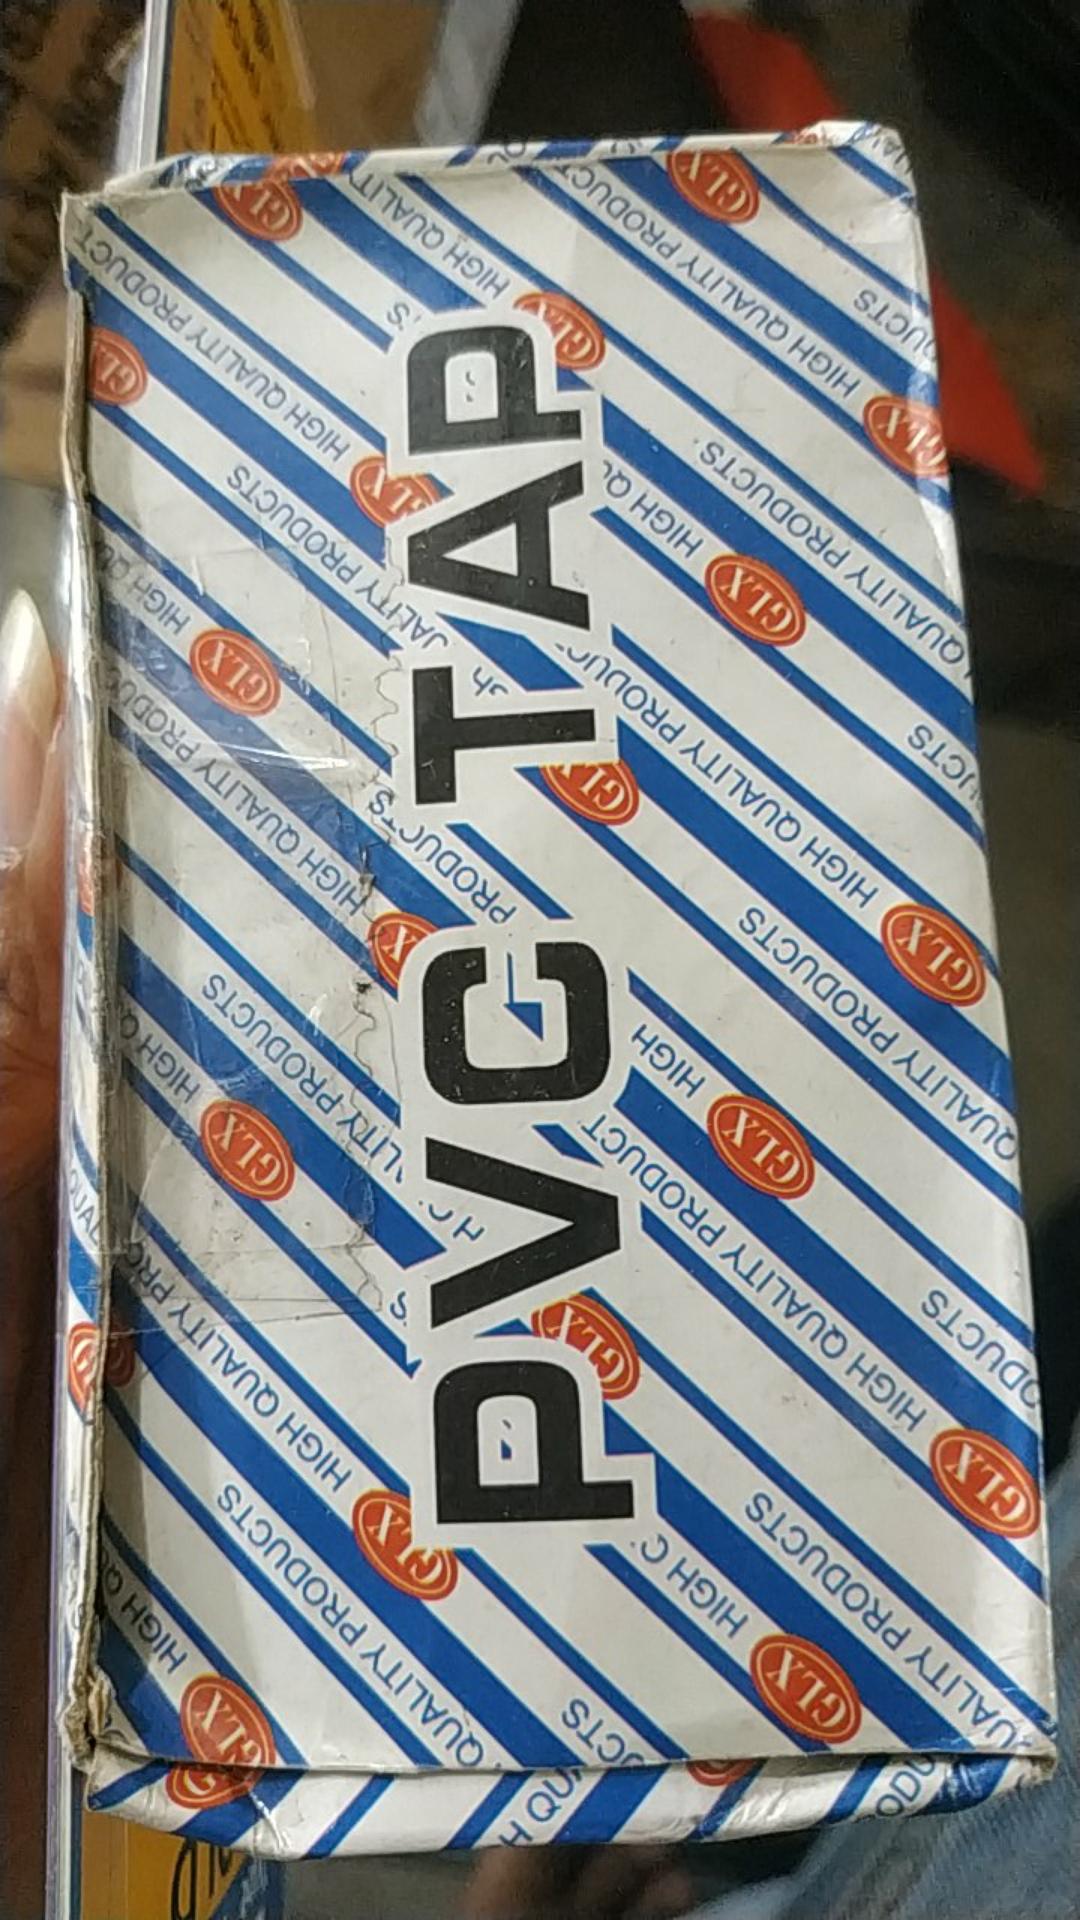 PVC TAP
GLX
HIGH QUALITY PRODUCTS